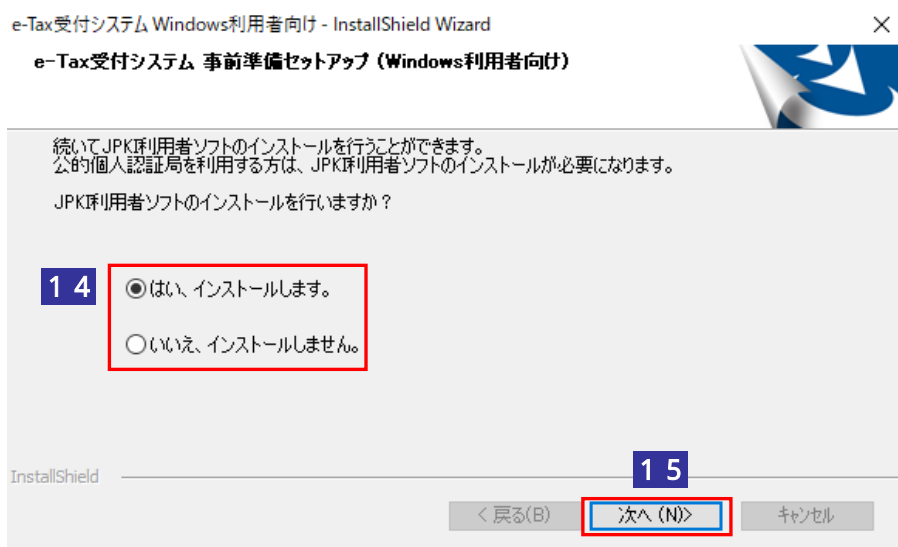 e-Tax受付システム Windows利用者向け - InstallShield Wizard
e-Tax受付システム 事前準備セットアップ (Windows利用者向け)
続いてJPKI利用者ソフトのインストールを行うことができます。
公的個人認証局を利用する方は、JPKI利用者ソフトのインストールが必要になります。
JPKI利用者ソフトのインストールを行いますか？
１４
はい、インストールします。
いいえ、インストールしません。
１５
InstallShield
< 戻る(B)
次へ (N)>
キャンセル